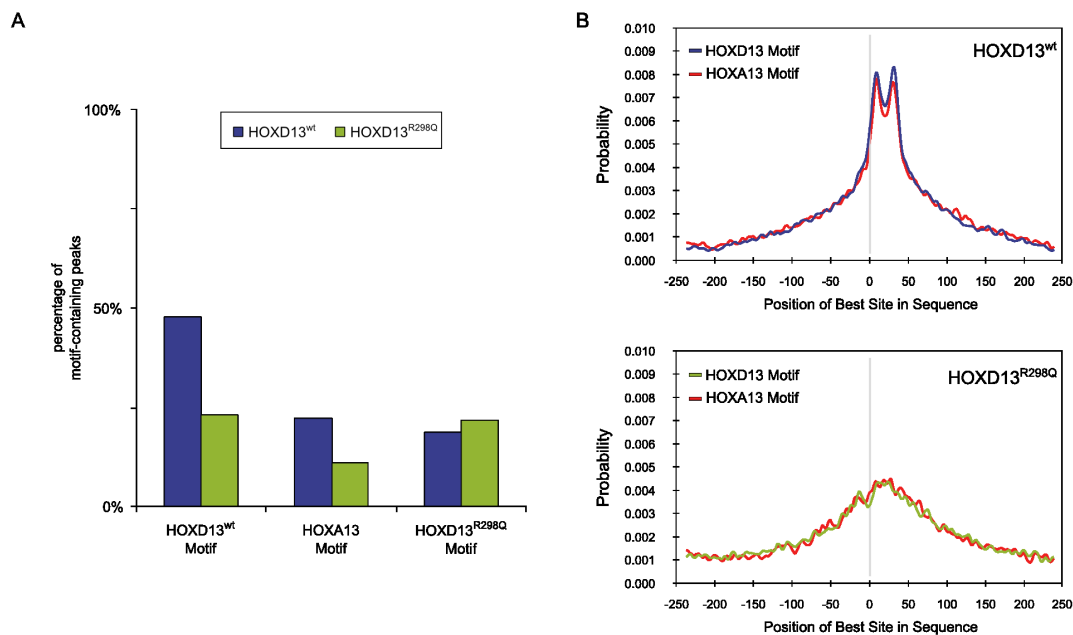 A
100%
50%
0%
percentage of
motif-containing peaks
HOXD13wt
HOXD13R298Q
HOXD13wt
Motif
HOXA13
Motif
HOXD13R298Q
Motif
B
0.010
0.009
0.008
0.007
0.006
0.005
0.004
0.003
0.002
0.001
0.000
Probability
HOXD13 Motif
HOXA13 Motif
HOXD13wt
-250 -200 -150 -100 -50 0 50 100 150 200 250
Position of Best Site in Sequence
0.010
0.009
0.008
0.007
0.006
0.005
0.004
0.003
0.002
0.001
0.000
Probability
HOXD13 Motif
HOXA13 Motif
HOXD13R298Q
-250 -200 -150 -100 -50 0 50 100 150 200 250
Position of Best Site in Sequence